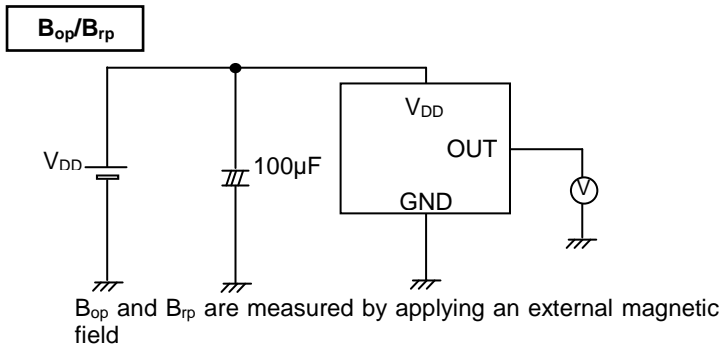 Bop/Brp
VDD
100µF
VDD
OUT
GND
V
Bop and Brp are measured by applying an external magnetic
field